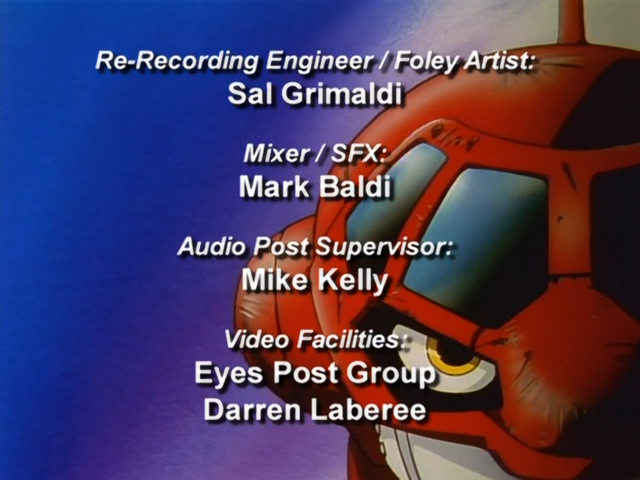 Re-Recording Engineer / Foley Artist:
Sal Grimaldi
Mixer / SFX:
Mark Baldi
Audio Post Supervisor:
Mike Kelly
Video Facilities:
Eyes Post Group
Darren Laberee